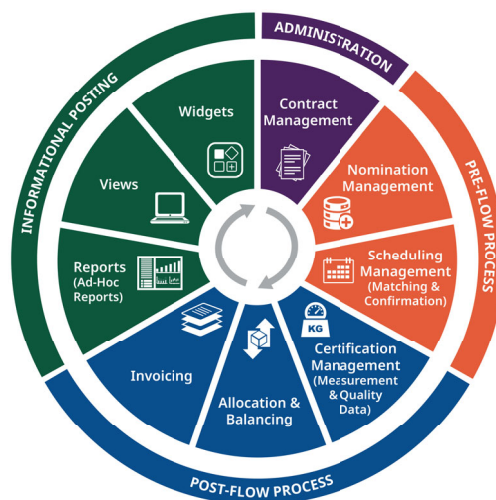 ADMINISTRATION
Contract
Management
PRE-FLOW PROCESS
Nomination
Management
Scheduling
Management
(Matching &
Confirmation)
POST-FLOW PROCESS
Certification
Management
(Measurement
& Quality
Data)
KG
Allocation &
Balancing
Invoicing
INFORMATIONAL POSTING
Reports
(Ad-Hoc
Reports)
Views
Widgets